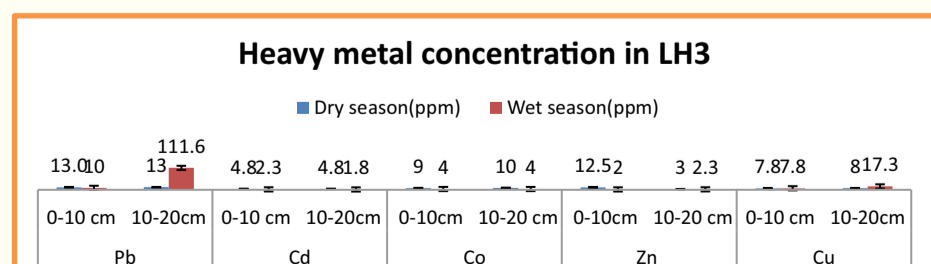 Heavy metal concentration in LH3
Dry season(ppm) Wet season(ppm)
111.6
13.0 10 13 4.8 2.3 4.8 1.8 9 4 10 4 12.5 2 3 2.3 7.8 7.8 8 17.3
0-10 cm 10-20cm 0-10 cm 10-20cm 0-10 cm 10-20 cm 0-10cm 10-20 cm 0-10 cm 10-20cm
Pb Cd Co Zn Cu